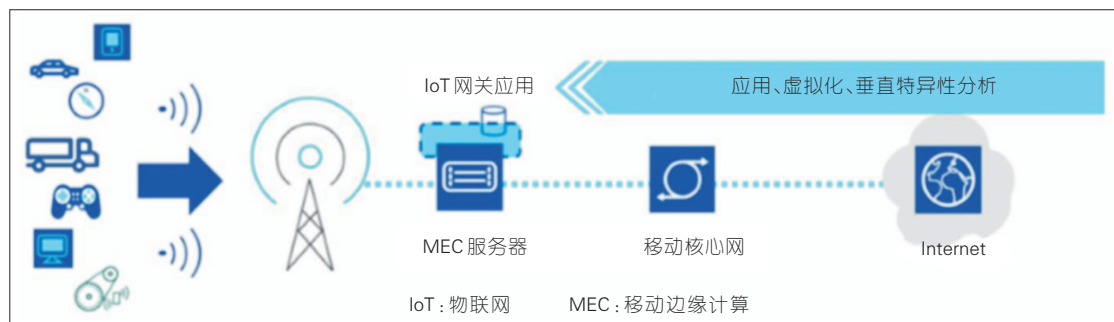 IoT 网关应用
应用、虚拟化、垂直特异性分析
MEC 服务器
移动核心网
Internet
IoT：物联网
MEC：移动边缘计算